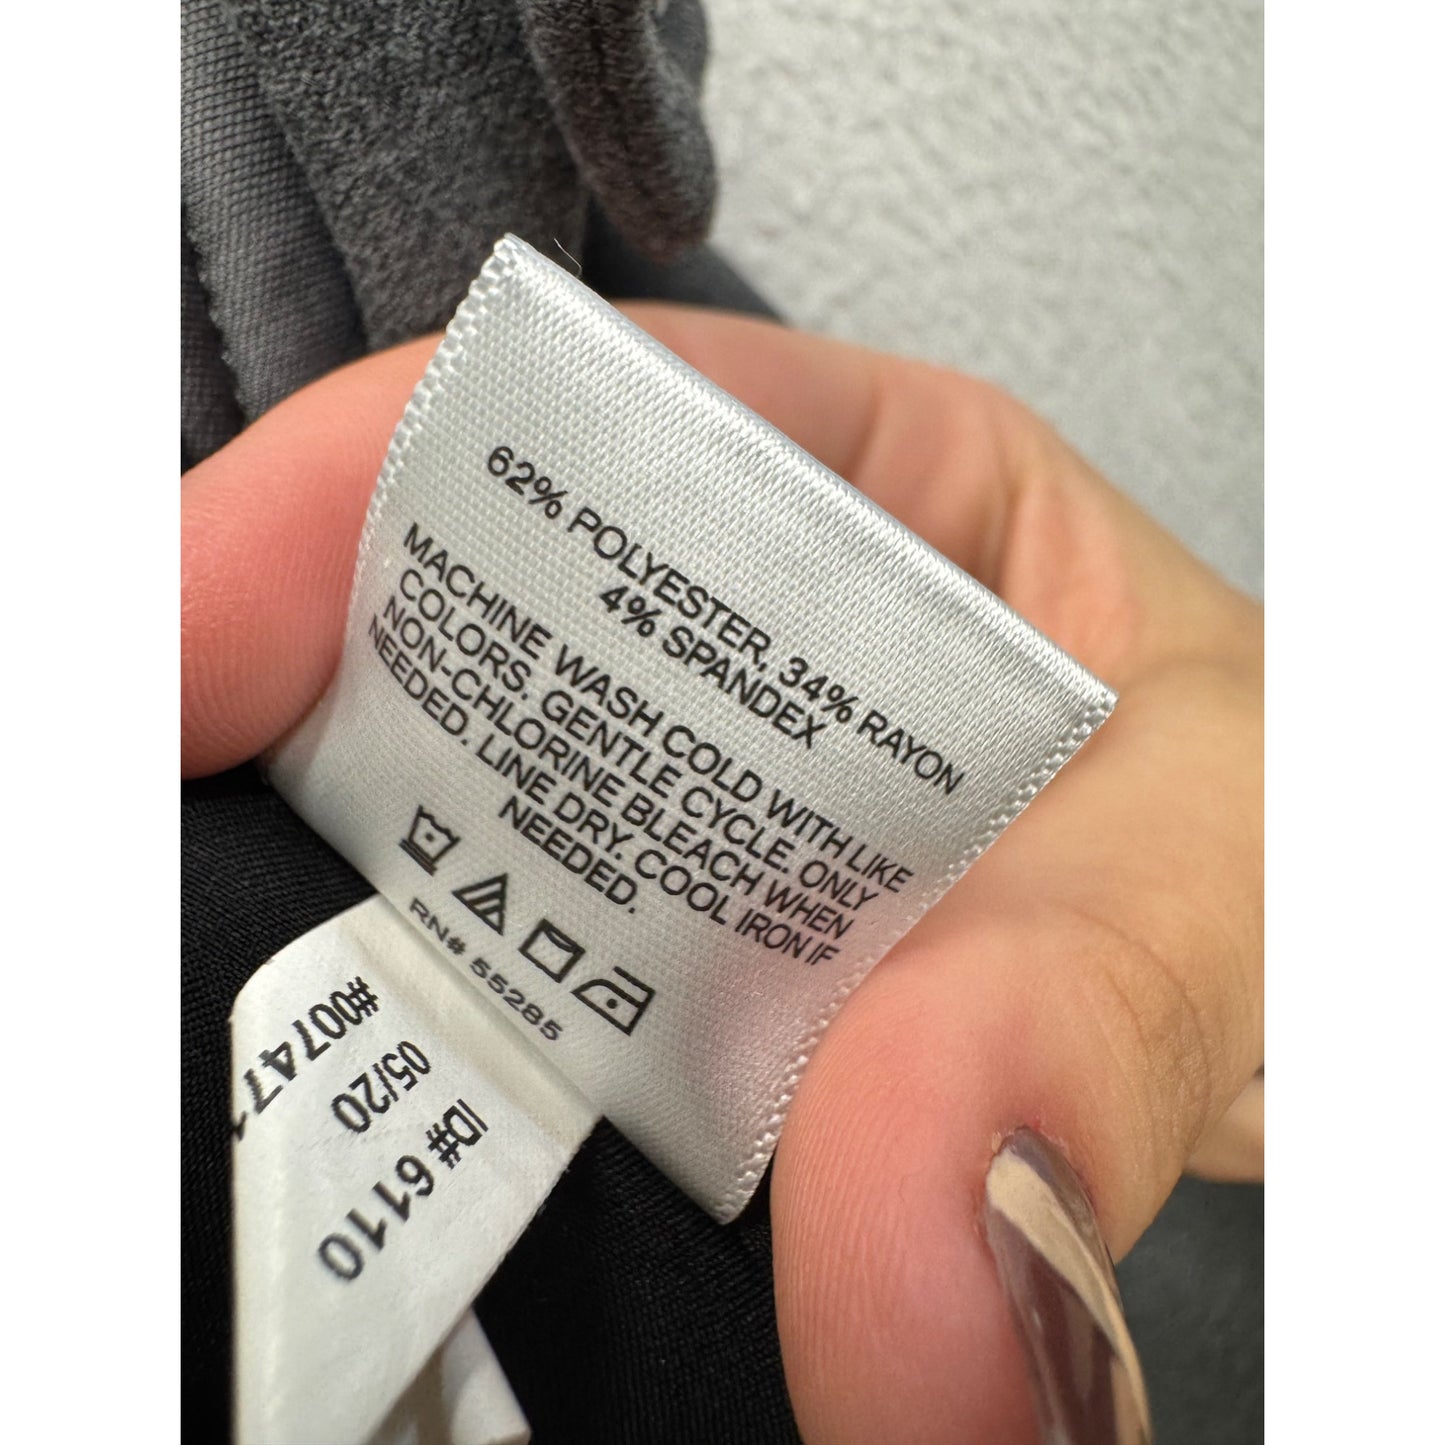 62% POLYESTER, 34% RAYON
4% SPANDEX
MACHINE WASH COLD WITH LIKE
COLORS. GENTLE CYCLE. ONLY
NON-CHLORINE BLEACH WHEN
NEEDED. LINE DRY. COOL IRON IF
NEEDED.
RN# 55285
ID# 6110
05/20